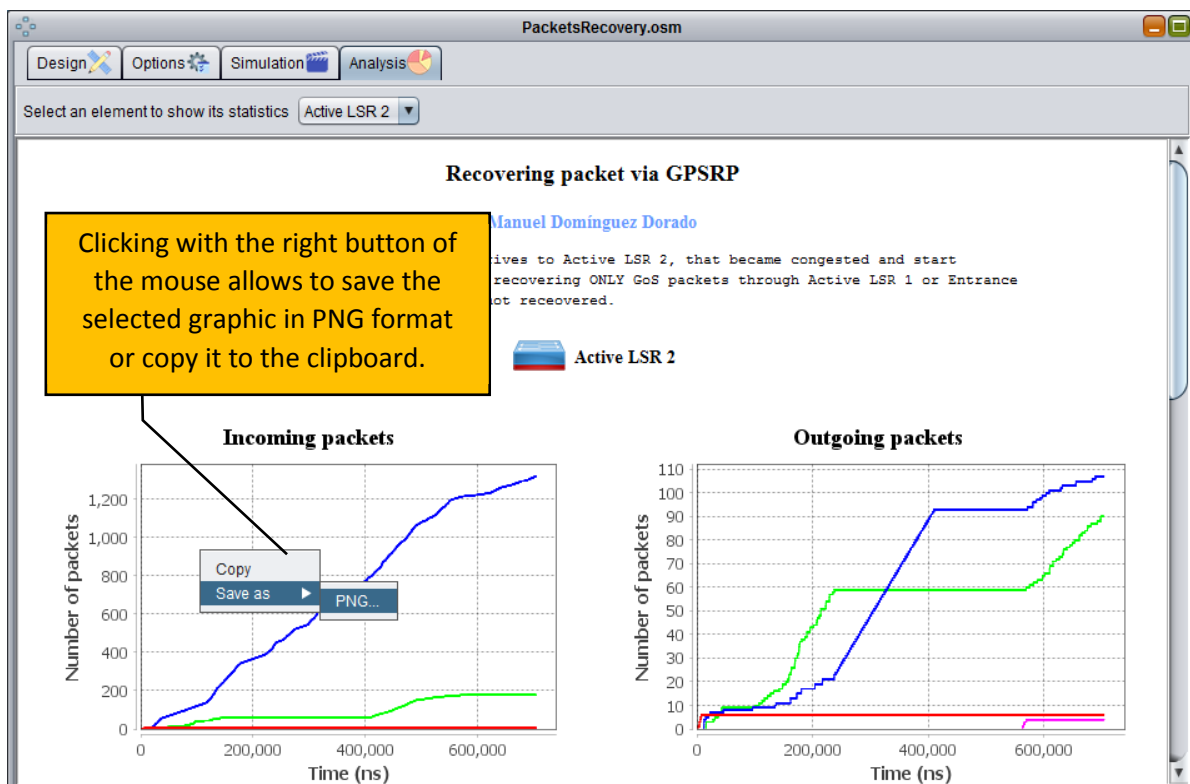 PacketsRecovery.osm
Design Options Simulation Analysis
Select an element to show its statistics Active LSR 2
Recovering packet via GPSRP
Manuel Domínguez Dorado
Clicking with the right button of
the mouse allows to save the
selected graphic in PNG format
or copy it to the clipboard.
to Active LSR 2, that became congested and start
recovering ONLY GoS packets through Active LSR 1 or Entrance
receovered.
Active LSR 2
Incoming packets
Number of packets
1,200
1,000
800
600
400
200
0
0 200,000 400,000 600,000
Time (ns)
Copy
Save as
PNG...
Outgoing packets
Number of packets
110
100
90
80
70
60
50
40
30
20
10
0
0 200,000 400,000 600,000
Time (ns)